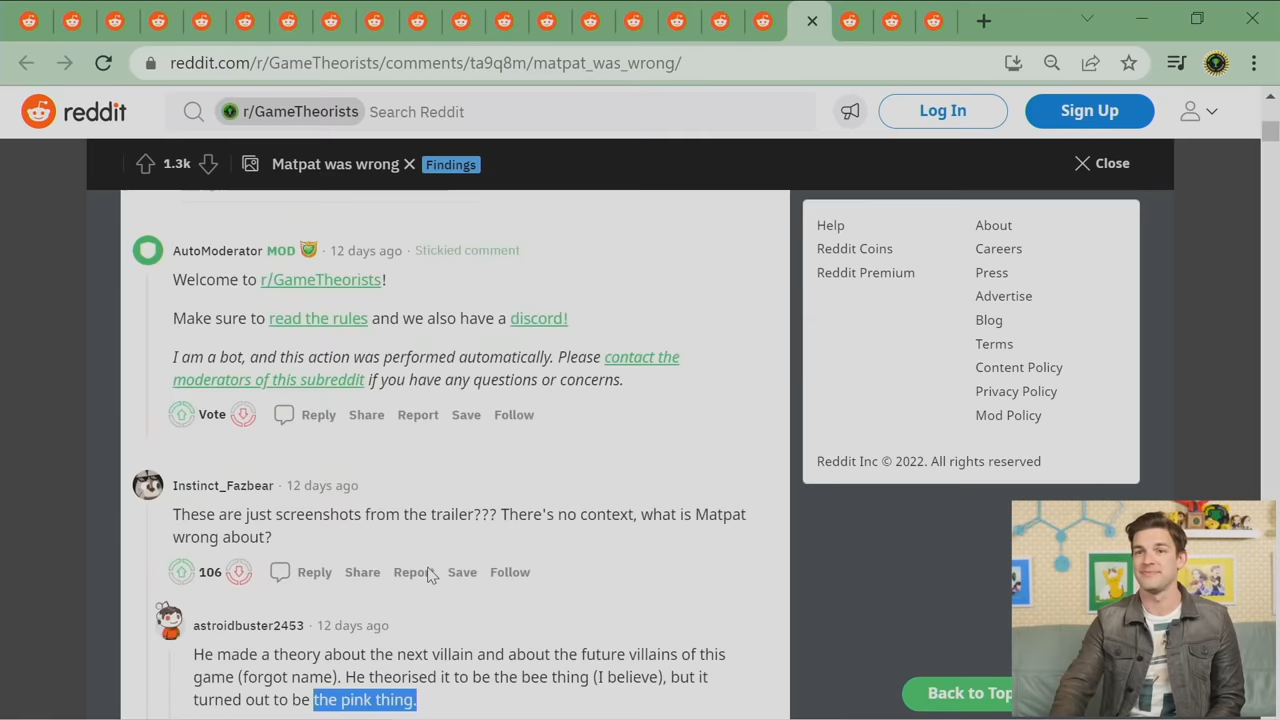 reddit.com/r/GameTheorists/comments/ta9q8m/matpat_was_wrong/
reddit
r/GameTheorists
Search Reddit
Log In
Sign Up
1.3k
Matpat was wrong
Findings
Close
AutoModerator MOD · 12 days ago · Stickied comment
Welcome to r/GameTheorists!
Make sure to read the rules and we also have a discord!
I am a bot, and this action was performed automatically. Please contact the
moderators of this subreddit if you have any questions or concerns.
Vote Reply Share Report Save Follow
Instinct_Fazbear · 12 days ago
These are just screenshots from the trailer??? There's no context, what is Matpat
wrong about?
106 Reply Share Report Save Follow
astroidbuster2453 · 12 days ago
He made a theory about the next villain and about the future villains of this
game (forgot name). He theorised it to be the bee thing (I believe), but it
turned out to be the pink thing.
Help
About
Reddit Coins
Careers
Reddit Premium
Press
Advertise
Blog
Terms
Content Policy
Privacy Policy
Mod Policy
Reddit Inc © 2022. All rights reserved
Back to Top